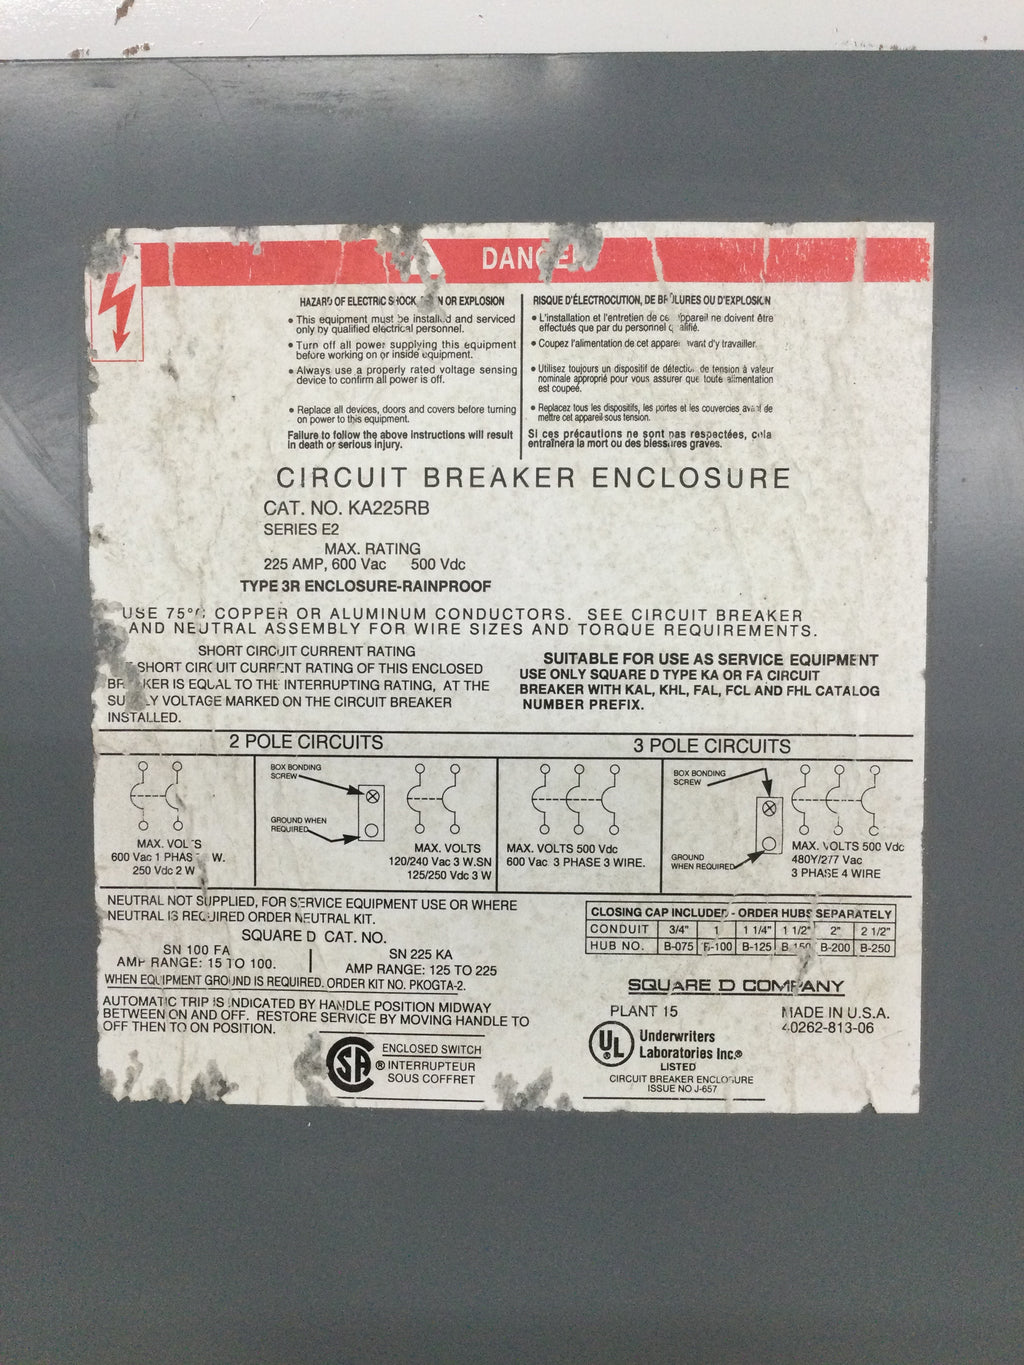 DANGE
HAZARD OF ELECTRIC SHOCK, N OR EXPLOSION
• This equipment must be installed and serviced
only by qualified electrical personnel.
• Turn off all power supplying this equipment
before working on or inside equipment.
• Always use a properly rated voltage sensing
device to confirm all power is off.
• Replace all devices, doors and covers before turning
on power to this equipment.
Failure to follow the above instructions will result
in death or serious injury.
RISQUE D'ÉLECTROCUTION, DE BRÛLURES OU D'EXPLOSION
• L'installation et l'entretien de cet appareil ne doivent être
effectués que par du personnel qualifié.
• Coupez l'alimentation de cet appareil avant d'y travailler.
• Utilisez toujours un dispositif de détection de tension à valeur
nominale approprié pour vous assurer que toute alimentation
est coupée.
• Replacez tous les dispositifs, les portes et les couvercles avant de
mettre cet appareil sous tension.
Si ces précautions ne sont pas respectées, cela
entraînera la mort ou des blessures graves.
CIRCUIT BREAKER ENCLOSURE
CAT. NO. KA225RB
SERIES E2
MAX. RATING
225 AMP, 600 Vac 500 Vdc
TYPE 3R ENCLOSURE-RAINPROOF
USE 75°C COPPER OR ALUMINUM CONDUCTORS. SEE CIRCUIT BREAKER
AND NEUTRAL ASSEMBLY FOR WIRE SIZES AND TORQUE REQUIREMENTS.
SHORT CIRCUIT CURRENT RATING
SHORT CIRCUIT CURRENT RATING OF THIS ENCLOSED
BREAKER IS EQUAL TO THE INTERRUPTING RATING, AT THE
SUPPLY VOLTAGE MARKED ON THE CIRCUIT BREAKER
INSTALLED.
SUITABLE FOR USE AS SERVICE EQUIPMENT
USE ONLY SQUARE D TYPE KA OR FA CIRCUIT
BREAKER WITH KAL, KHL, FAL, FCL AND FHL CATALOG
NUMBER PREFIX.
2 POLE CIRCUITS
3 POLE CIRCUITS
MAX. VOLTS
600 Vac 1 PHASE W.
250 Vdc 2 W
BOX BONDING
SCREW
GROUND WHEN
REQUIRED
MAX. VOLTS
120/240 Vac 3 W.SN
125/250 Vdc 3 W
MAX. VOLTS 500 Vdc
600 Vac 3 PHASE 3 WIRE.
BOX BONDING
SCREW
GROUND
WHEN REQUIRED
MAX. VOLTS 500 Vdc
480Y/277 Vac
3 PHASE 4 WIRE
NEUTRAL NOT SUPPLIED, FOR SERVICE EQUIPMENT USE OR WHERE
NEUTRAL IS REQUIRED ORDER NEUTRAL KIT.
SQUARE D CAT. NO.
SN 100 FA
AMP RANGE: 15 TO 100.
SN 225 KA
AMP RANGE: 125 TO 225
WHEN EQUIPMENT GROUND IS REQUIRED. ORDER KIT NO. PKOGTA-2.
AUTOMATIC TRIP IS INDICATED BY HANDLE POSITION MIDWAY
BETWEEN ON AND OFF. RESTORE SERVICE BY MOVING HANDLE TO
OFF THEN TO ON POSITION.
SA ®
ENCLOSED SWITCH
INTERRUPTEUR
SOUS COFFRET
CLOSING CAP INCLUDED - ORDER HUBS SEPARATELY
CONDUIT 3/4" 1 1 1/4" 1 1/2" 2" 2 1/2"
HUB NO. B-075 B-100 B-125 B-150 B-200 B-250
SQUARE D COMPANY
PLANT 15
MADE IN U.S.A.
40262-813-06
UL ®
Underwriters
Laboratories Inc.®
LISTED
CIRCUIT BREAKER ENCLOSURE
ISSUE NO J-657